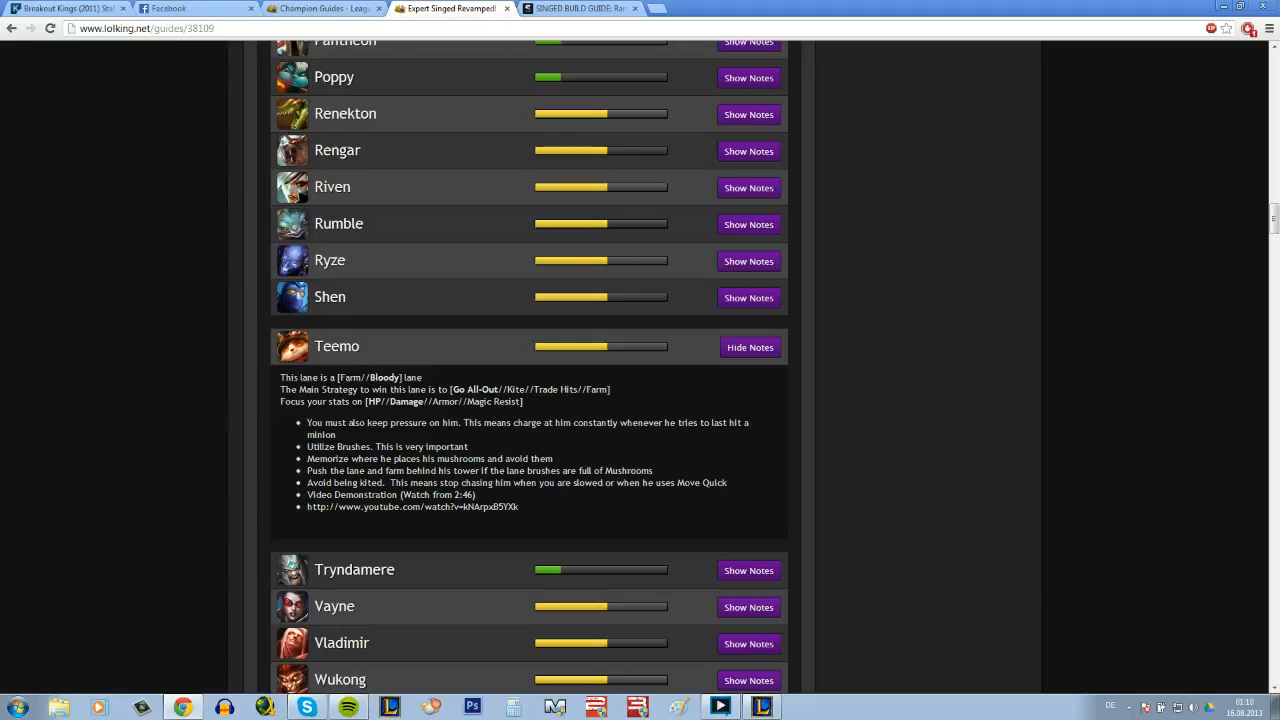 Breakout Kings (2011) Stat
Facebook
Champion Guides - Leagu
Expert Singed Revamped!
SINGED BUILD GUIDE: Rai
www.lolking.net/guides/38109
Pantheon
Show Notes
Poppy
Show Notes
Renekton
Show Notes
Rengar
Show Notes
Riven
Show Notes
Rumble
Show Notes
Ryze
Show Notes
Shen
Show Notes
Teemo
Hide Notes
This lane is a [Farm//Bloody] lane
The Main Strategy to win this lane is to [Go All-Out//Kite//Trade Hits//Farm]
Focus your stats on [HP//Damage//Armor//Magic Resist]
You must also keep pressure on him. This means charge at him constantly whenever he tries to last hit a
minion
Utilize Brushes. This is very important
Memorize where he places his mushrooms and avoid them
Push the lane and farm behind his tower if the lane brushes are full of Mushrooms
Avoid being kited.  This means stop chasing him when you are slowed or when he uses Move Quick
Video Demonstration (Watch from 2:46)
http://www.youtube.com/watch?v=kNArpxB5YXk
Tryndamere
Show Notes
Vayne
Show Notes
Vladimir
Show Notes
Wukong
Show Notes
DE
01:10
16.08.2013